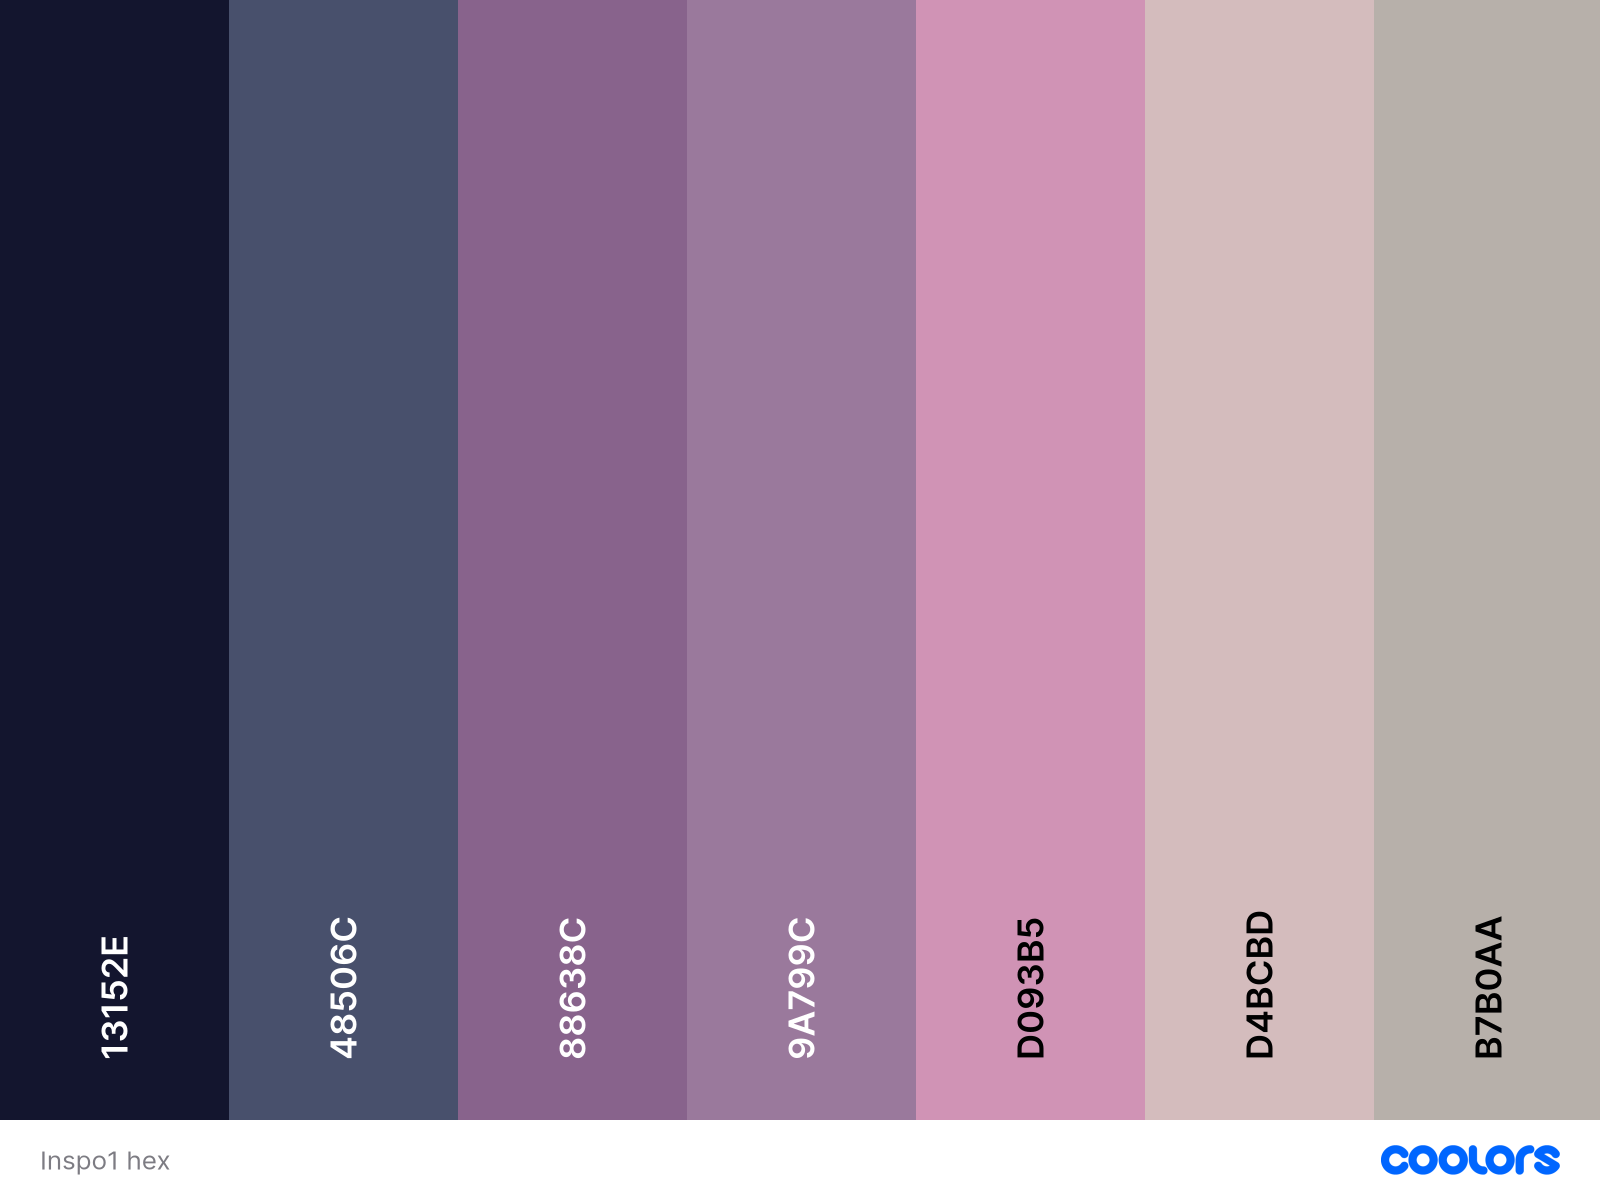 13152E
48506C
88638C
9A799C
D093B5
D4BCBD
B7B0AA
Inspo1 hex
coolors